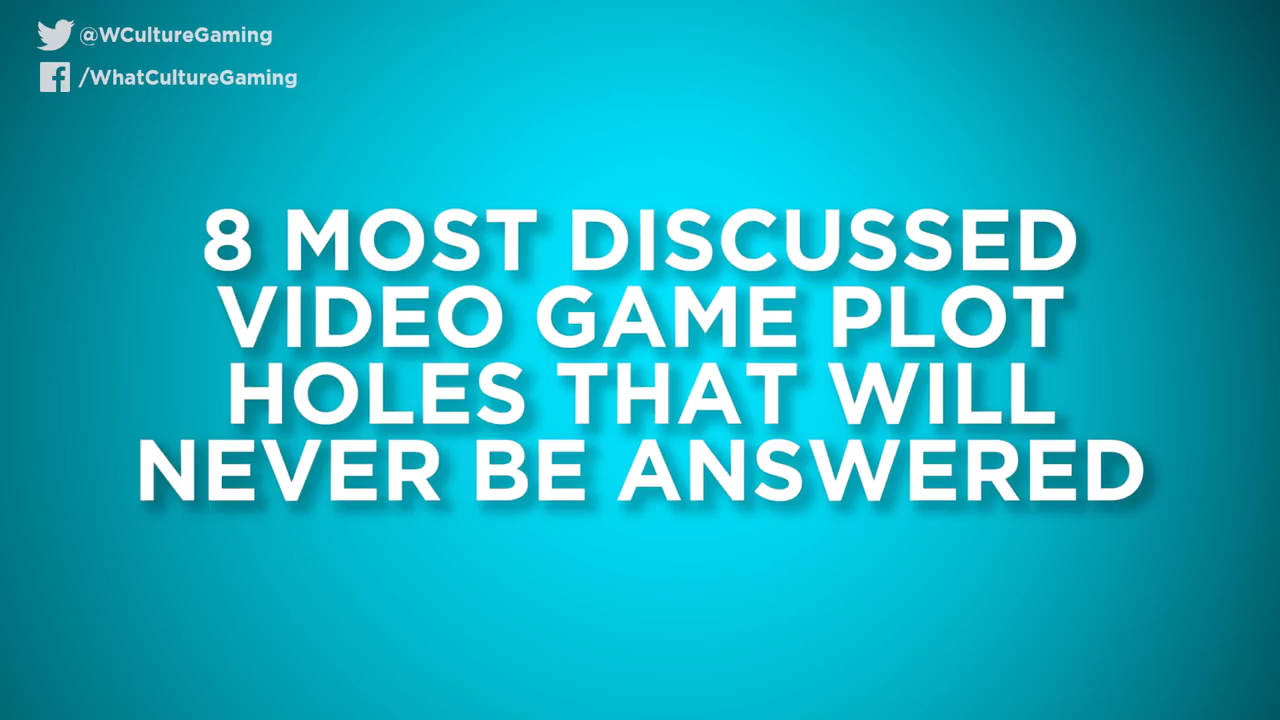 @WCultureGaming
/WhatCultureGaming
8 MOST DISCUSSED
VIDEO GAME PLOT
HOLES THAT WILL
NEVER BE ANSWERED